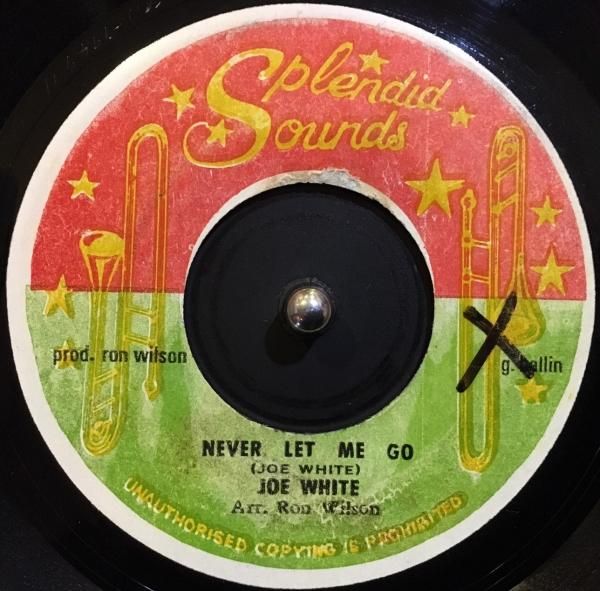 Splendid
Sounds
prod. ron wilson
g.
NEVER LET ME GO
(JOE WHITE)
JOE WHITE
Arr. Ron Wilson
UNAUTHORISED COPYING IS PROHIBITED